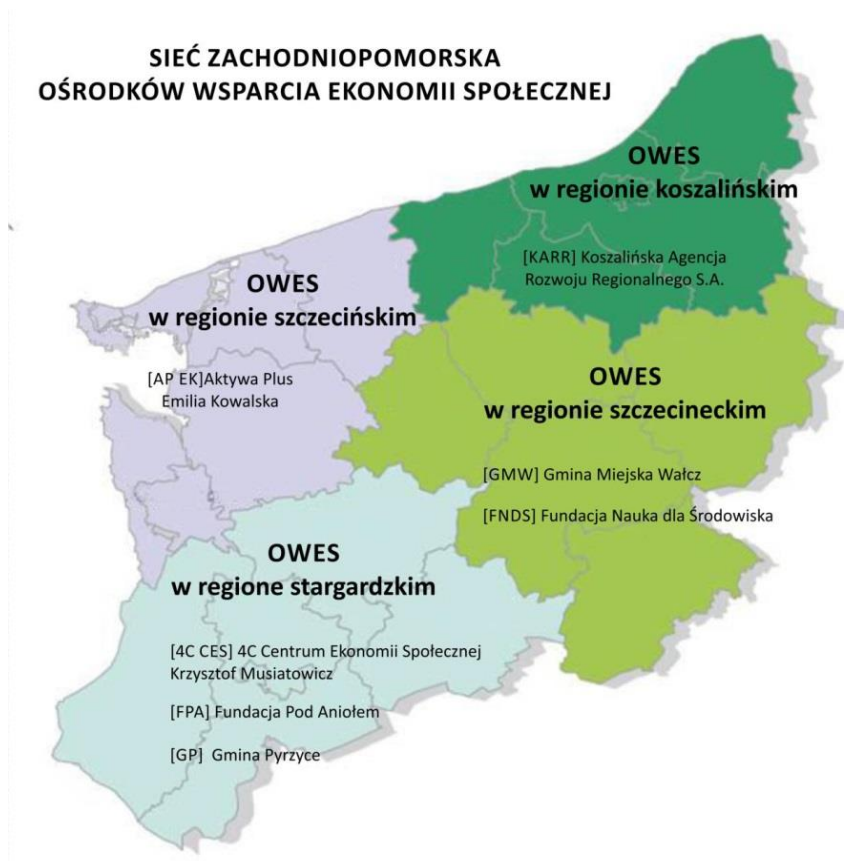 SIEĆ ZACHODNIOPOMORSKA
OŚRODKÓW WSPARCIA EKONOMII SPOŁECZNEJ
OWES
w regionie koszalińskim
[KARR] Koszalińska Agencja
Rozwoju Regionalnego S.A.
OWES
w regionie szczecińskim
[AP EK]Aktywa Plus
Emilia Kowalska
OWES
w regionie szczecineckim
[GMW] Gmina Miejska Wałcz
[FNDS] Fundacja Nauka dla Środowiska
OWES
w regione stargardzkim
[4C CES] 4C Centrum Ekonomii Społecznej
Krzysztof Musiatowicz
[FPA] Fundacja Pod Aniołem
[GP] Gmina Pyrzyce